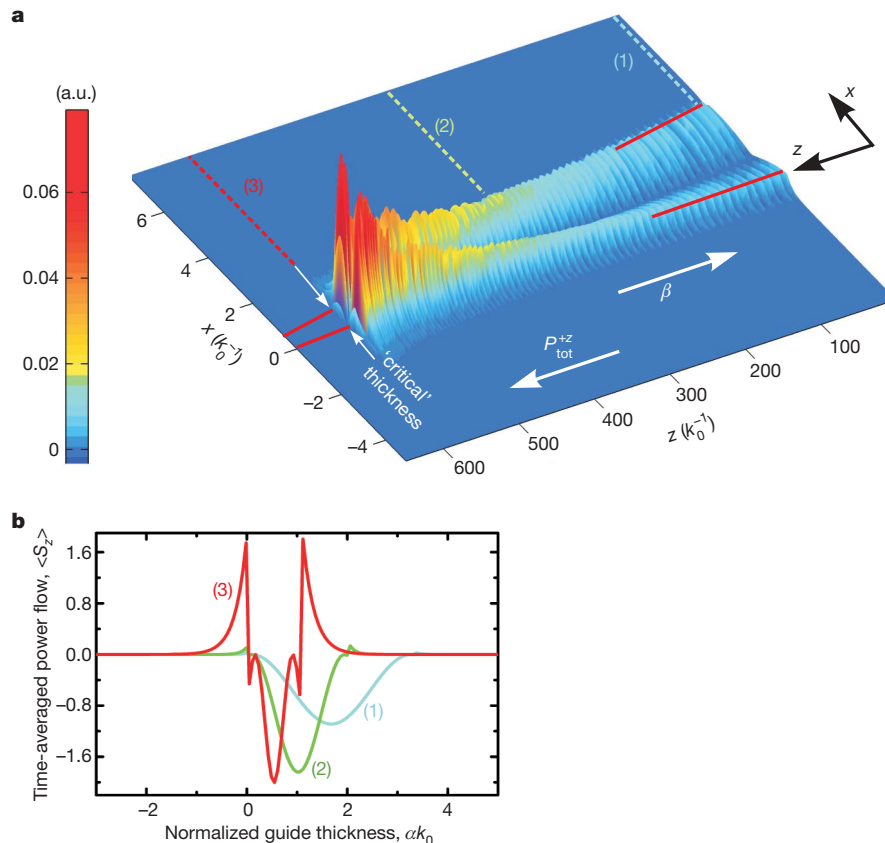 a
(a.u.)
0.06
0.04
0.02
0
(1)
(2)
(3)
x
z
6
4
2
0
−2
−4
x (k₀⁻¹)
'critical'
thickness
β
P⁺ᶻtot
100
200
300
400
500
600
z (k₀⁻¹)
b
Time-averaged power flow, <Sz>
1.6
0.8
0.0
−0.8
−1.6
(3)
(1)
(2)
−2
0
2
4
Normalized guide thickness, αk₀